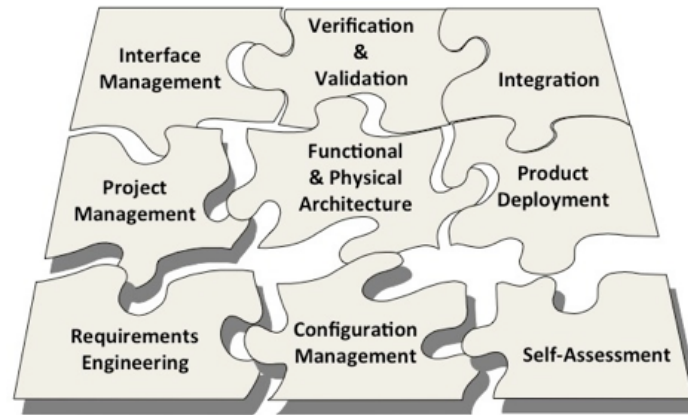 Interface
Management
Verification
&
Validation
Integration
Project
Management
Functional
& Physical
Architecture
Product
Deployment
Requirements
Engineering
Configuration
Management
Self-Assessment